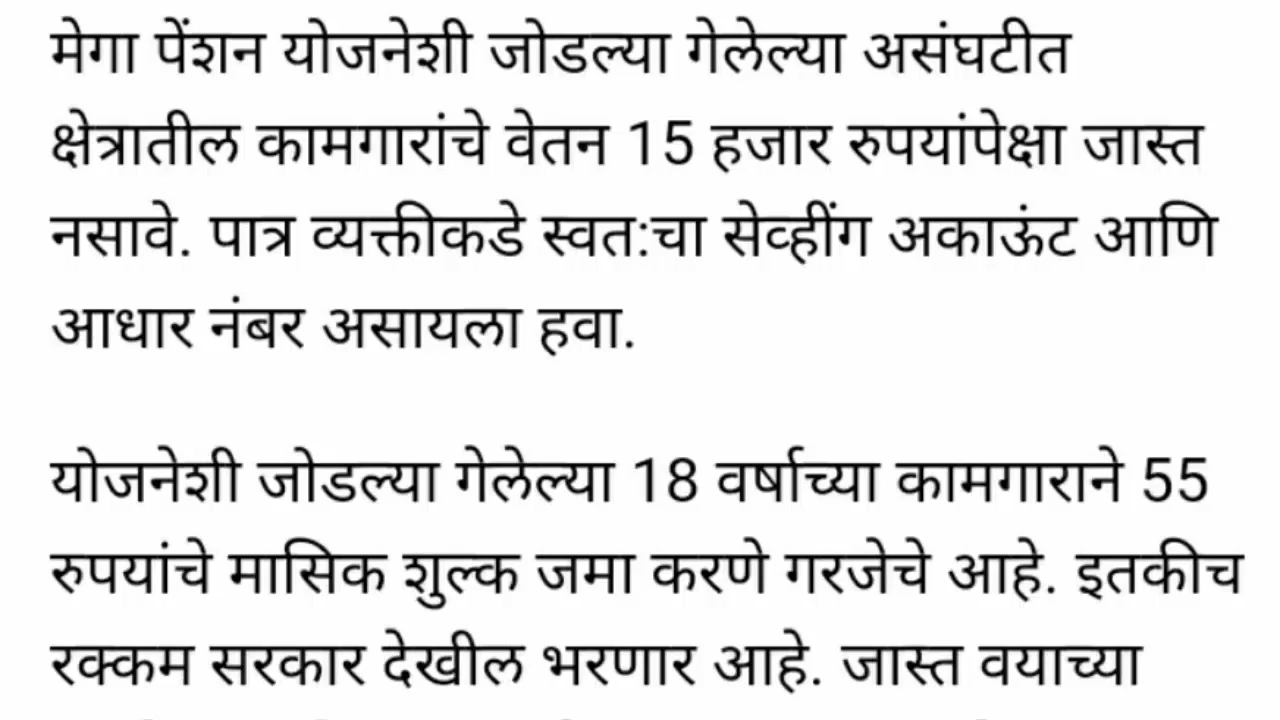 मेगा पेंशन योजनेशी जोडल्या गेलेल्या असंघटीत
क्षेत्रातील कामगारांचे वेतन 15 हजार रुपयांपेक्षा जास्त
नसावे. पात्र व्यक्तीकडे स्वत:चा सेव्हींग अकाऊंट आणि
आधार नंबर असायला हवा.
योजनेशी जोडल्या गेलेल्या 18 वर्षाच्या कामगाराने 55
रुपयांचे मासिक शुल्क जमा करणे गरजेचे आहे. इतकीच
रक्कम सरकार देखील भरणार आहे. जास्त वयाच्या